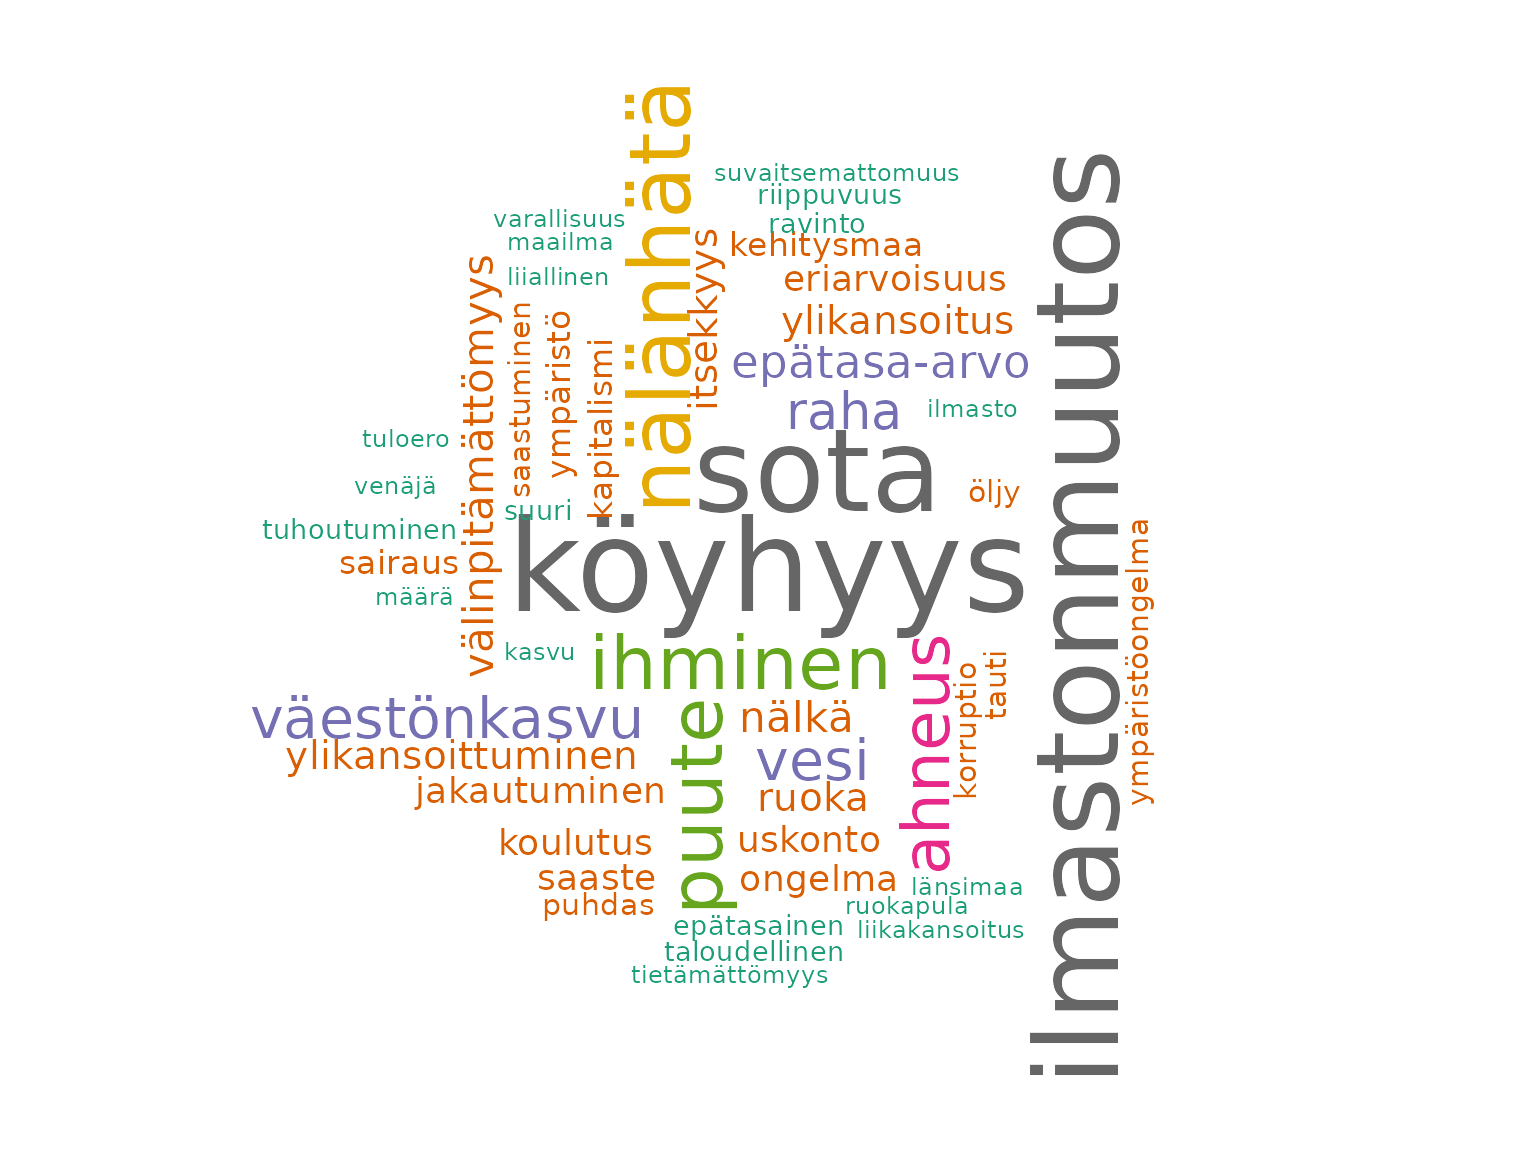 nälänhätä
suvaitsemattomuus
riippuvuus
varallisuus
ravinto
maailma
kehitysmaa
itsekkyys
liiallinen
eriarvoisuus
ylikansoitus
välinpitämättömyys
saastuminen
ympäristö
kapitalismi
epätasa-arvo
raha
ilmasto
ilmastonmuutos
tuloero
sota
venäjä
öljy
suuri
tuhoutuminen
sairaus
köyhyys
määrä
ympäristöongelma
kasvu
ihminen
ahneus
korruptio
tauti
väestönkasvu
puute
nälkä
ylikansoittuminen
vesi
jakautuminen
ruoka
koulutus
uskonto
saaste
ongelma
länsimaa
puhdas
ruokapula
epätasainen
liikakansoitus
taloudellinen
tietämättömyys